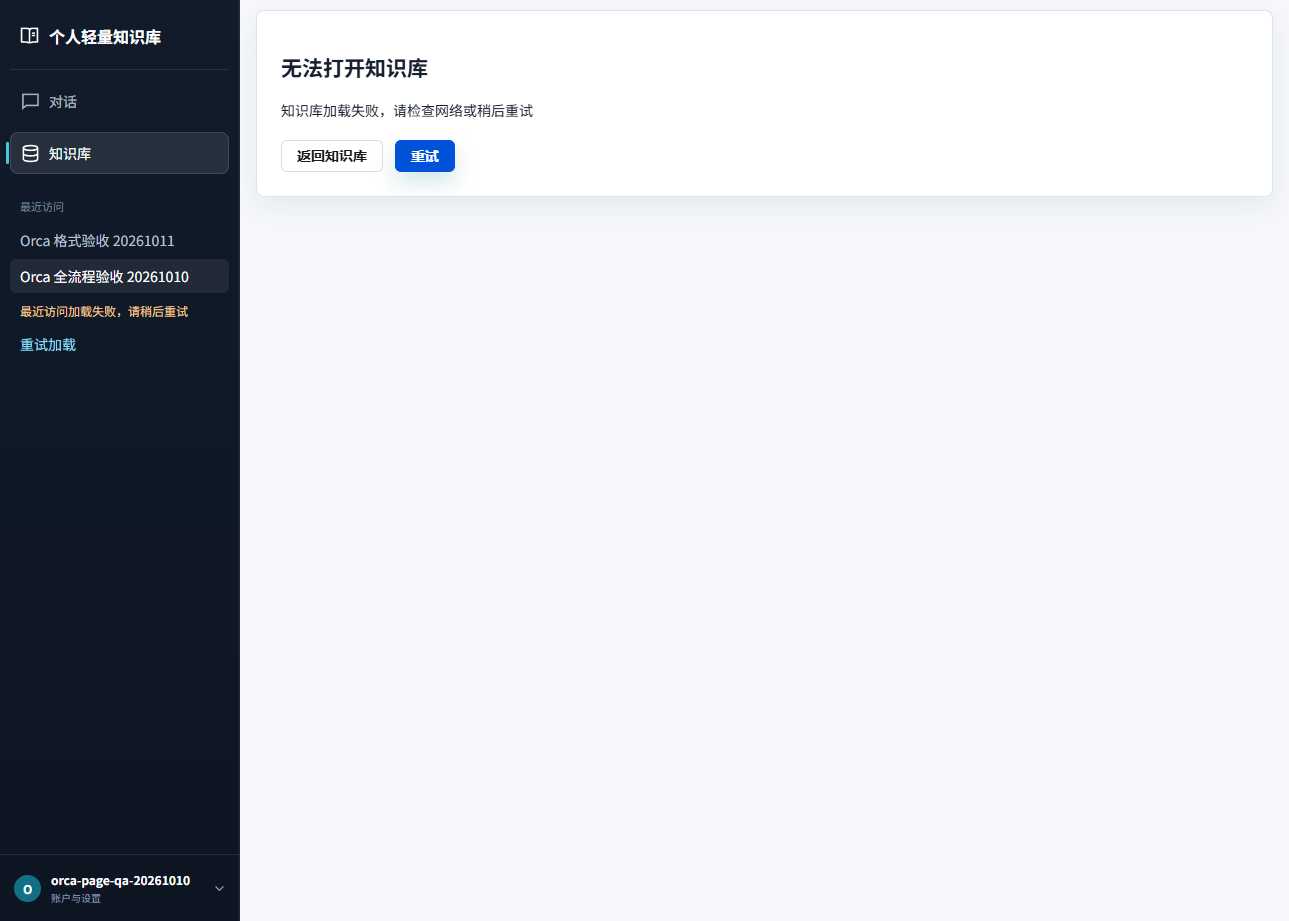 个人轻量知识库
对话
知识库
最近访问
Orca 格式验收 20261011
Orca 全流程验收 20261010
最近访问加载失败，请稍后重试
重试加载
O
orca-page-qa-20261010
账户与设置
无法打开知识库
知识库加载失败，请检查网络或稍后重试
返回知识库
重试